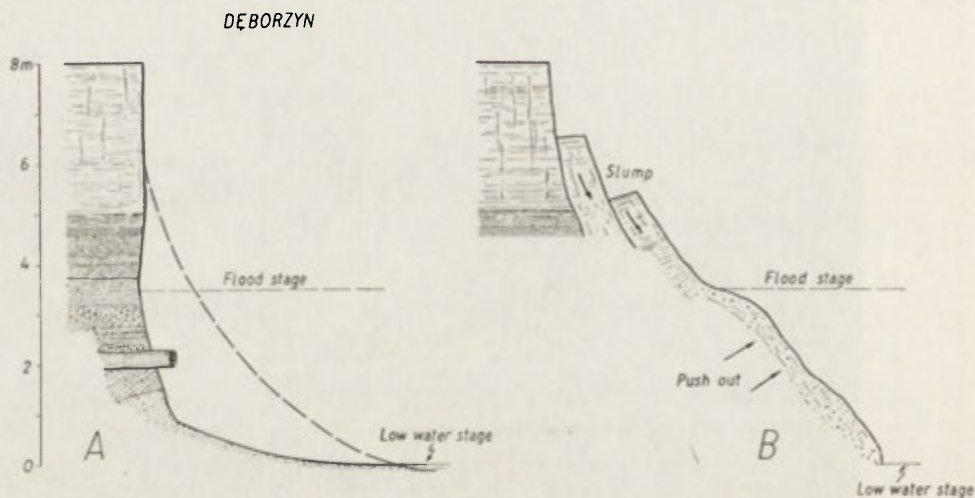 DĘBORZYN
8m
6
4
2
0
Flood stage
Low water stage
A
Slump
Flood stage
Push out
B
Low water stage